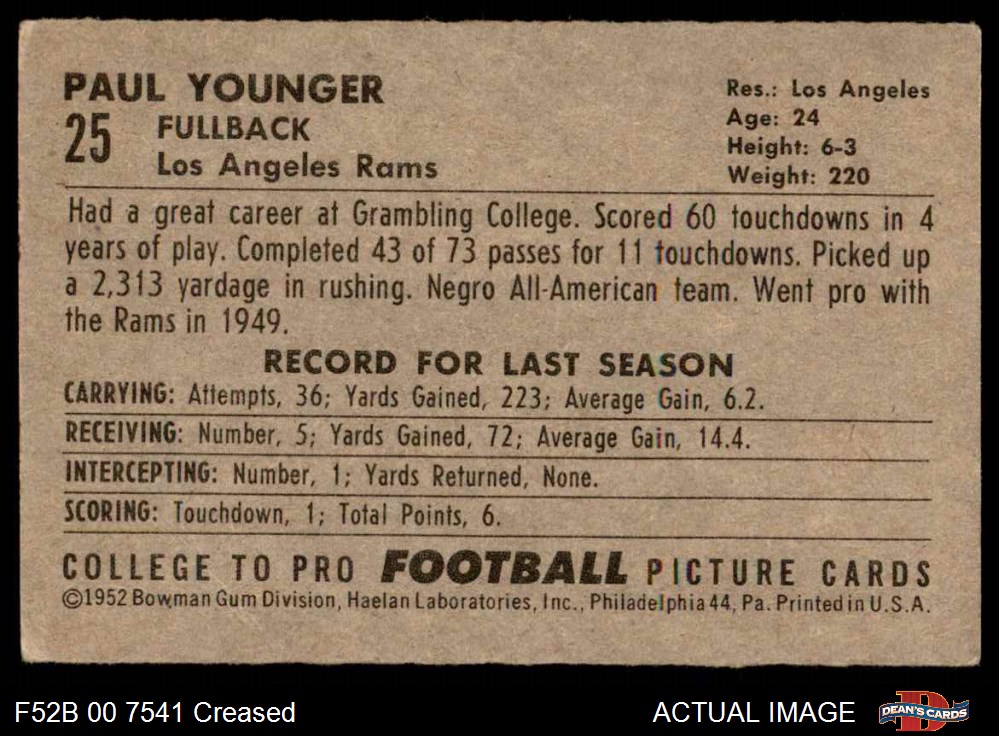 PAUL YOUNGER
25 FULLBACK
Los Angeles Rams
Res.: Los Angeles
Age: 24
Height: 6-3
Weight: 220
Had a great career at Grambling College. Scored 60 touchdowns in 4
years of play. Completed 43 of 73 passes for 11 touchdowns. Picked up
a 2,313 yardage in rushing. Negro All-American team. Went pro with
the Rams in 1949.
RECORD FOR LAST SEASON
CARRYING: Attempts, 36; Yards Gained, 223; Average Gain, 6.2.
RECEIVING: Number, 5; Yards Gained, 72; Average Gain, 14.4.
INTERCEPTING: Number, 1; Yards Returned, None.
SCORING: Touchdown, 1; Total Points, 6.
COLLEGE TO PRO FOOTBALL PICTURE CARDS
©1952 Bowman Gum Division, Haelan Laboratories, Inc., Philadelphia 44, Pa. Printed in U.S.A.
F52B 00 7541 Creased
ACTUAL IMAGE
D
DEAN'S CARDS